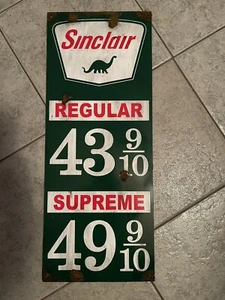 Sinclair
REGULAR
43 9/10
SUPREME
49 9/10